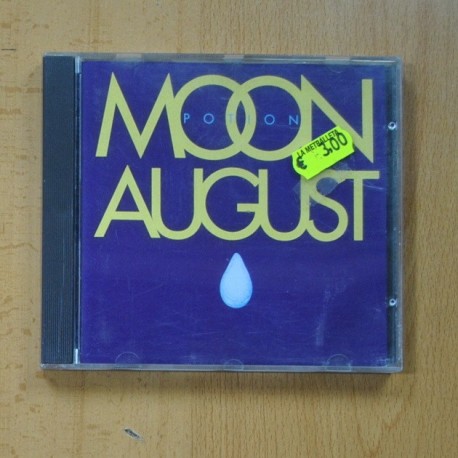 MOON
POTION
AUGUST
LA METRALLETA
€ 3.00